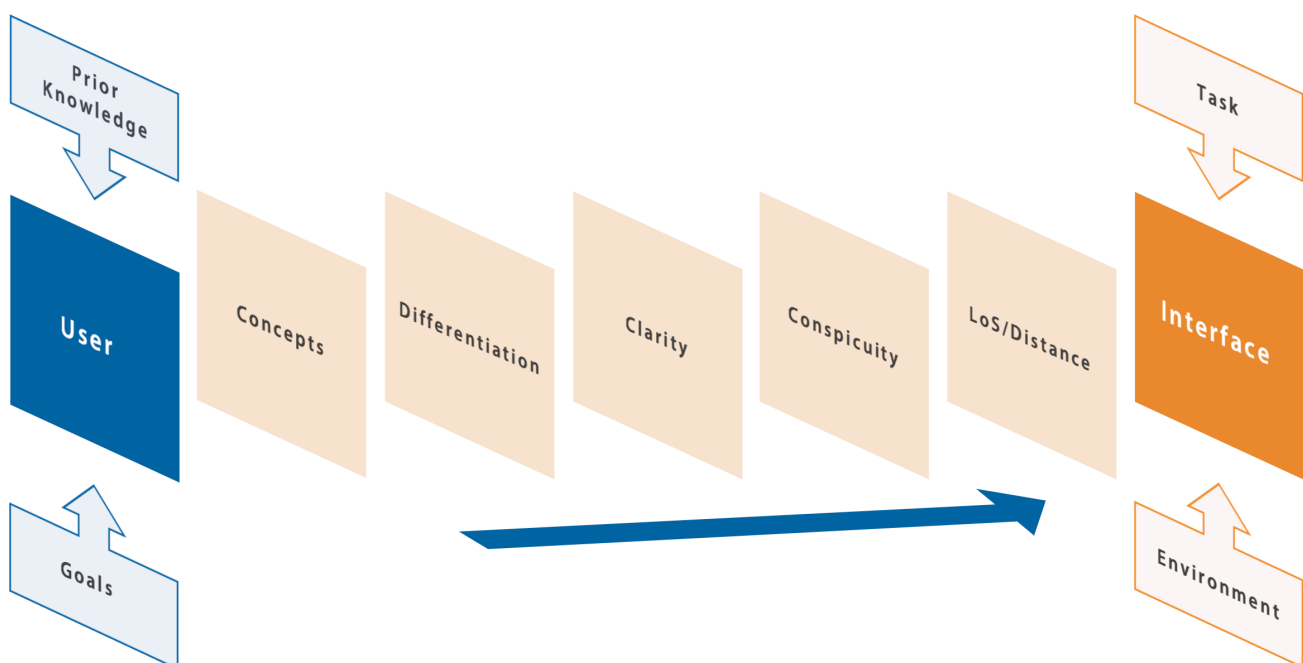 Prior
Knowledge
Task
User
Concepts
Differentiation
Clarity
Conspicuity
LoS/Distance
Interface
Goals
Environment